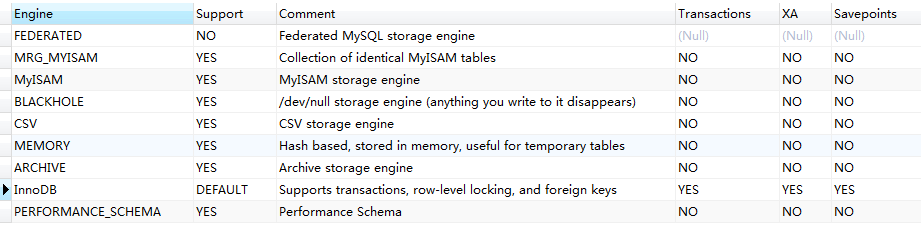 Engine Support Comment Transactions XA Savepoints
FEDERATED NO Federated MySQL storage engine (Null) (Null) (Null)
MRG_MYISAM YES Collection of identical MyISAM tables NO NO NO
MyISAM YES MyISAM storage engine NO NO NO
BLACKHOLE YES /dev/null storage engine (anything you write to it disappears) NO NO NO
CSV YES CSV storage engine NO NO NO
MEMORY YES Hash based, stored in memory, useful for temporary tables NO NO NO
ARCHIVE YES Archive storage engine NO NO NO
InnoDB DEFAULT Supports transactions, row-level locking, and foreign keys YES YES YES
PERFORMANCE_SCHEMA YES Performance Schema NO NO NO